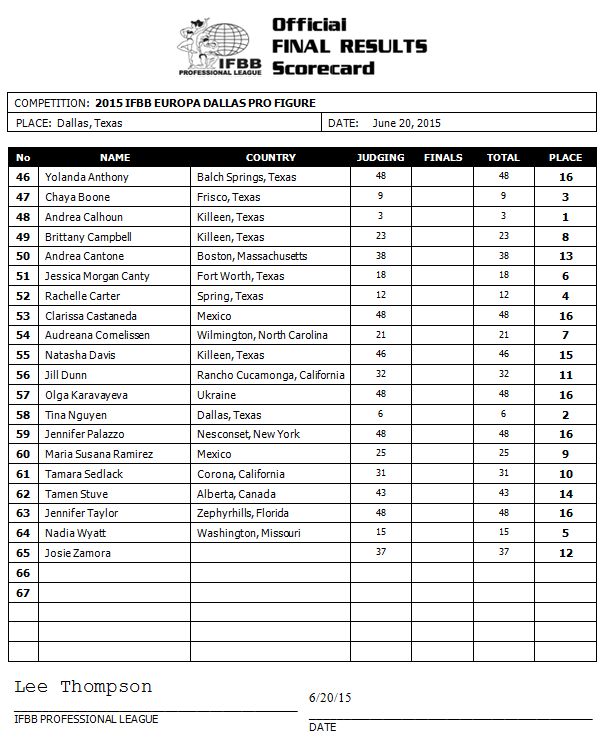 Official
FINAL RESULTS
Scorecard
IFBB
PROFESSIONAL LEAGUE
COMPETITION: 2015 IFBB EUROPA DALLAS PRO FIGURE
PLACE: Dallas, Texas DATE: June 20, 2015
No NAME COUNTRY JUDGING FINALS TOTAL PLACE
46 Yolanda Anthony Balch Springs, Texas 48 48 16
47 Chaya Boone Frisco, Texas 9 9 3
48 Andrea Calhoun Killeen, Texas 3 3 1
49 Brittany Campbell Killeen, Texas 23 23 8
50 Andrea Cantone Boston, Massachusetts 38 38 13
51 Jessica Morgan Canty Fort Worth, Texas 18 18 6
52 Rachelle Carter Spring, Texas 12 12 4
53 Clarissa Castaneda Mexico 48 48 16
54 Audreana Cornelissen Wilmington, North Carolina 21 21 7
55 Natasha Davis Killeen, Texas 46 46 15
56 Jill Dunn Rancho Cucamonga, California 32 32 11
57 Olga Karavayeva Ukraine 48 48 16
58 Tina Nguyen Dallas, Texas 6 6 2
59 Jennifer Palazzo Nesconset, New York 48 48 16
60 Maria Susana Ramirez Mexico 25 25 9
61 Tamara Sedlack Corona, California 31 31 10
62 Tamen Stuve Alberta, Canada 43 43 14
63 Jennifer Taylor Zephyrhills, Florida 48 48 16
64 Nadia Wyatt Washington, Missouri 15 15 5
65 Josie Zamora 37 37 12
66
67
Lee Thompson
6/20/15
IFBB PROFESSIONAL LEAGUE
DATE